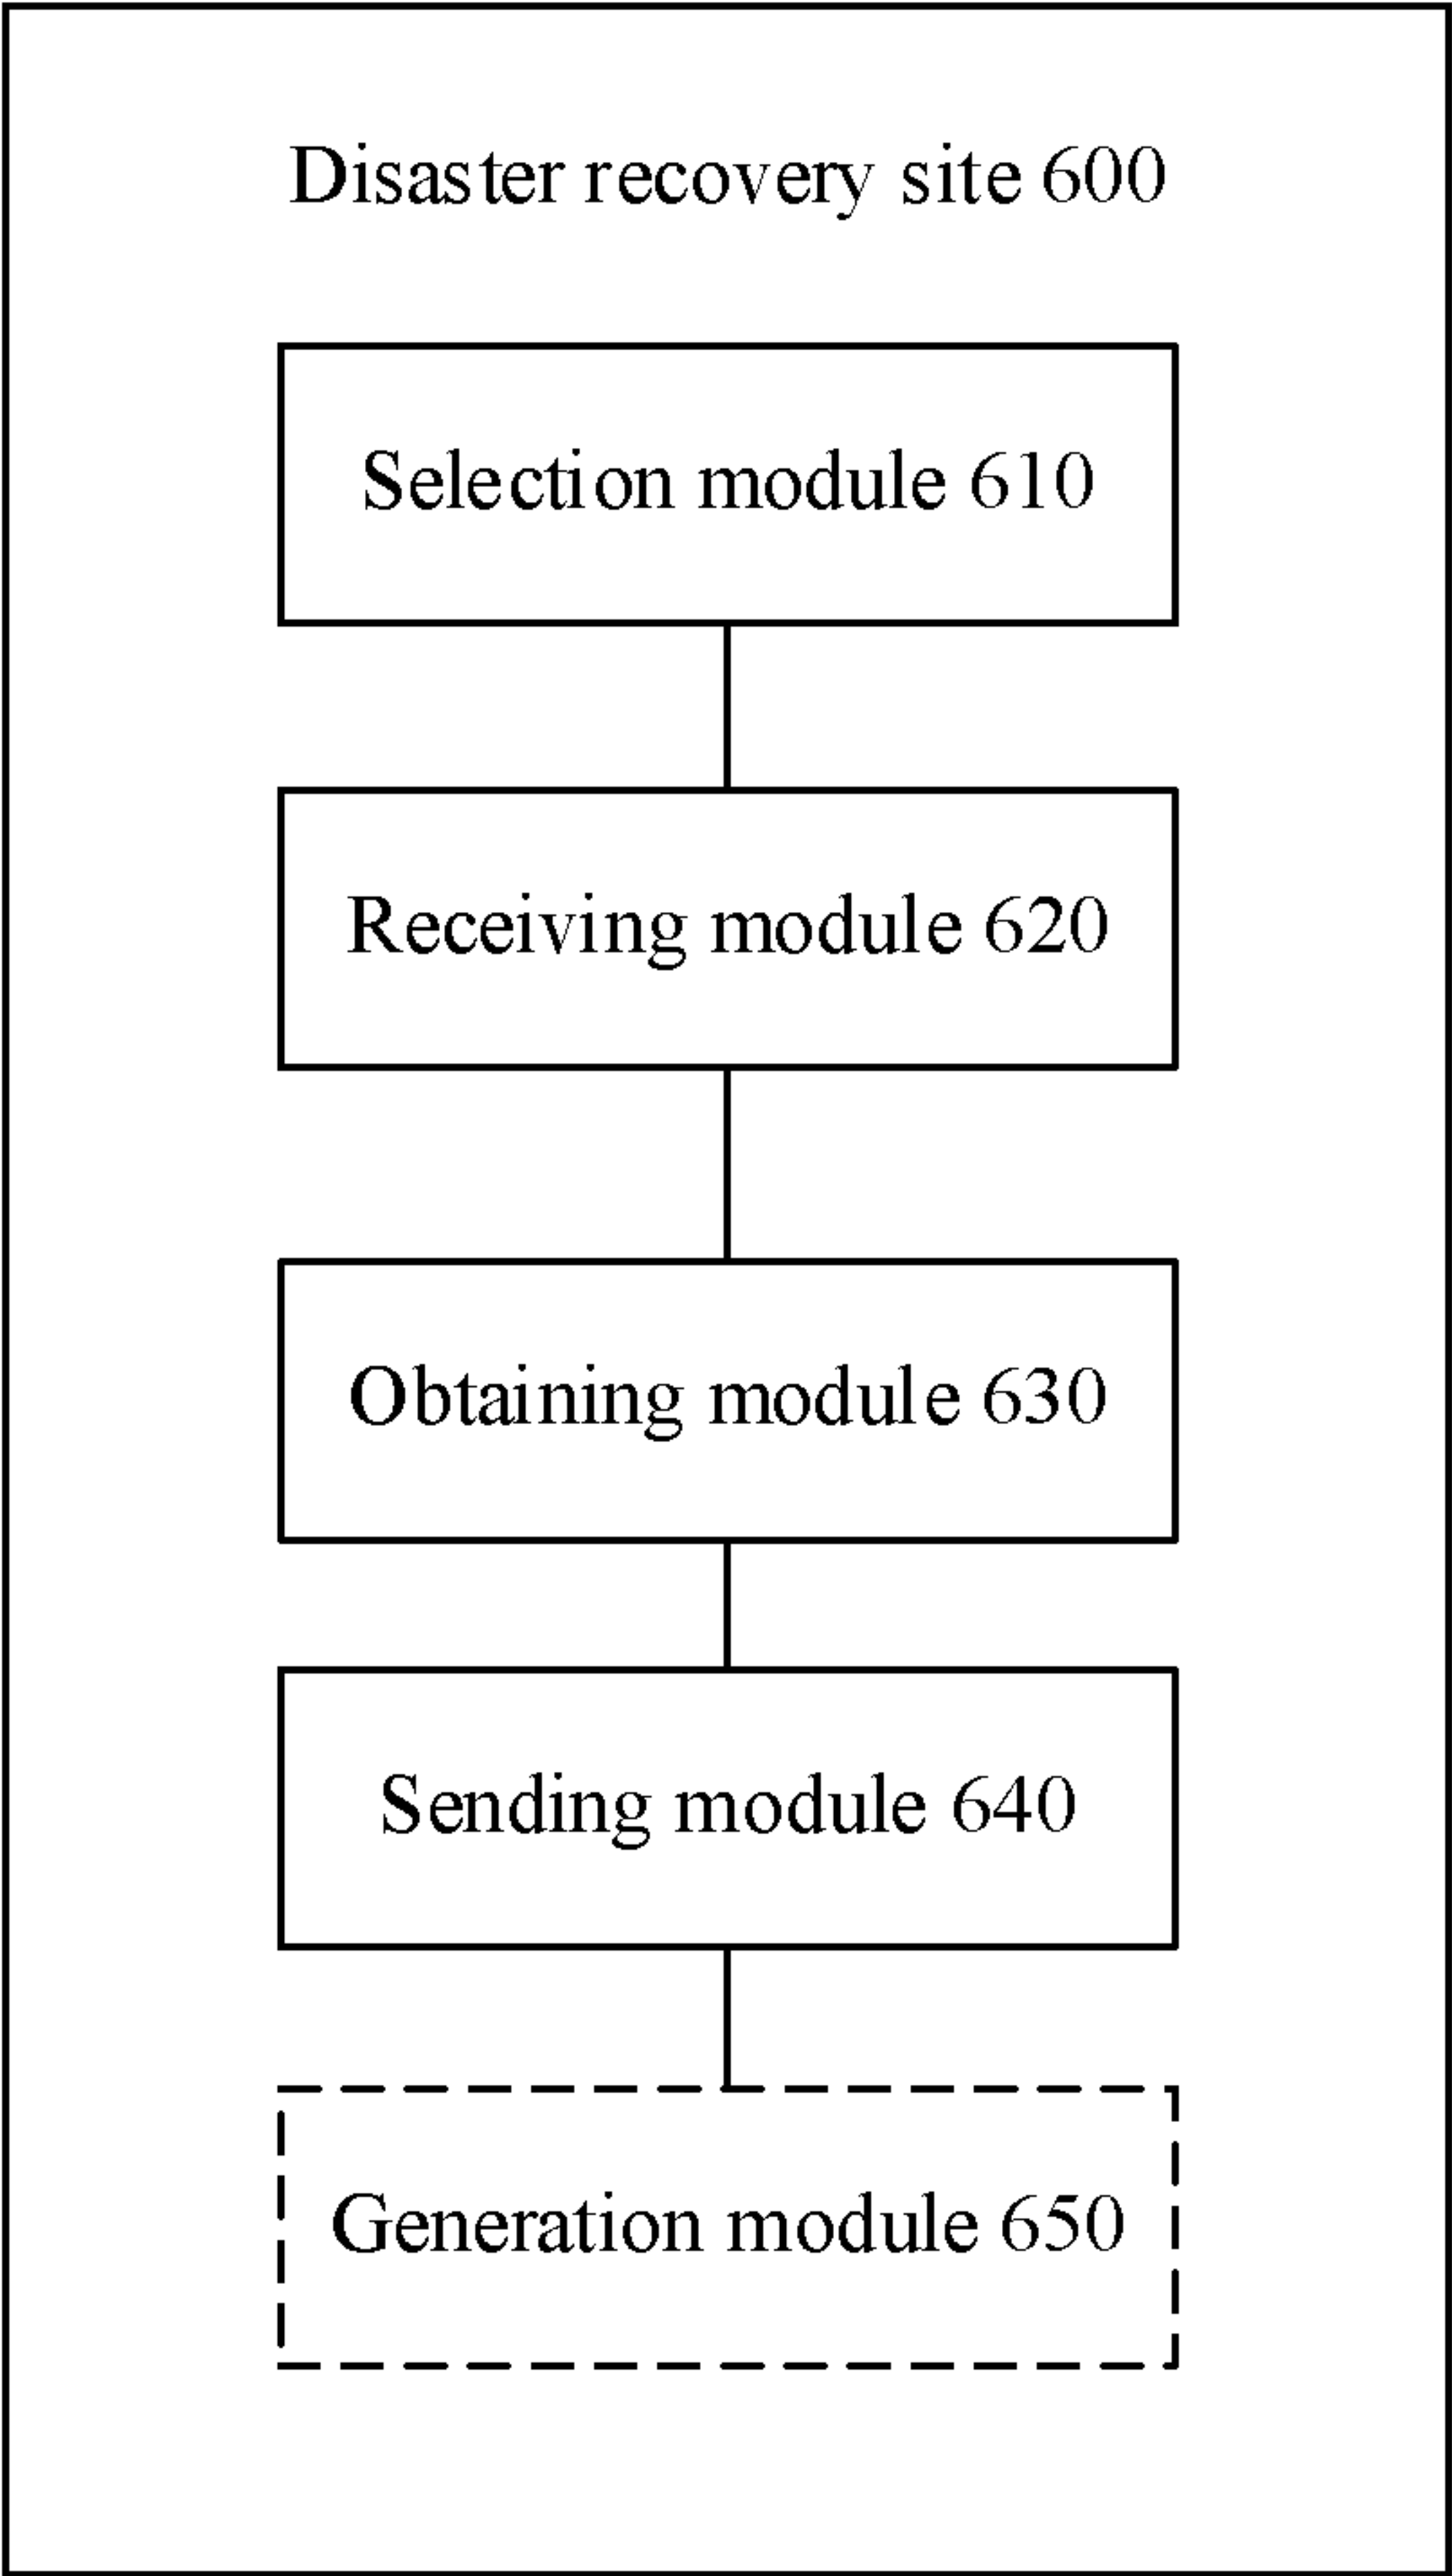 Disaster recovery site 600
Selection module 610
Receiving module 620
Obtaining module 630
Sending module 640
Generation module 650